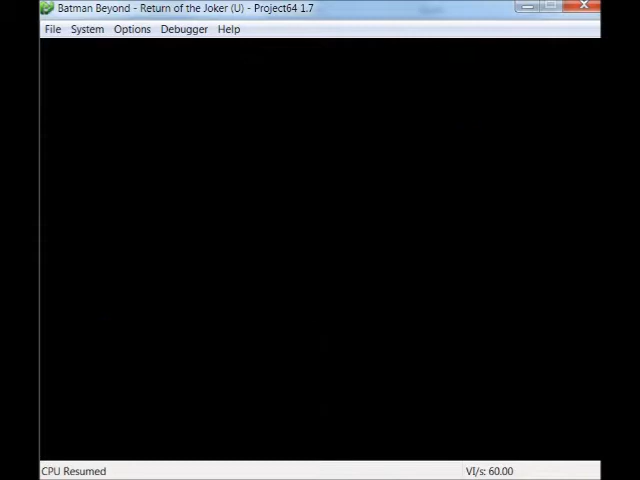 Batman Beyond - Return of the Joker (U) - Project64 1.7
File System Options Debugger Help
CPU Resumed VI/s: 60.00